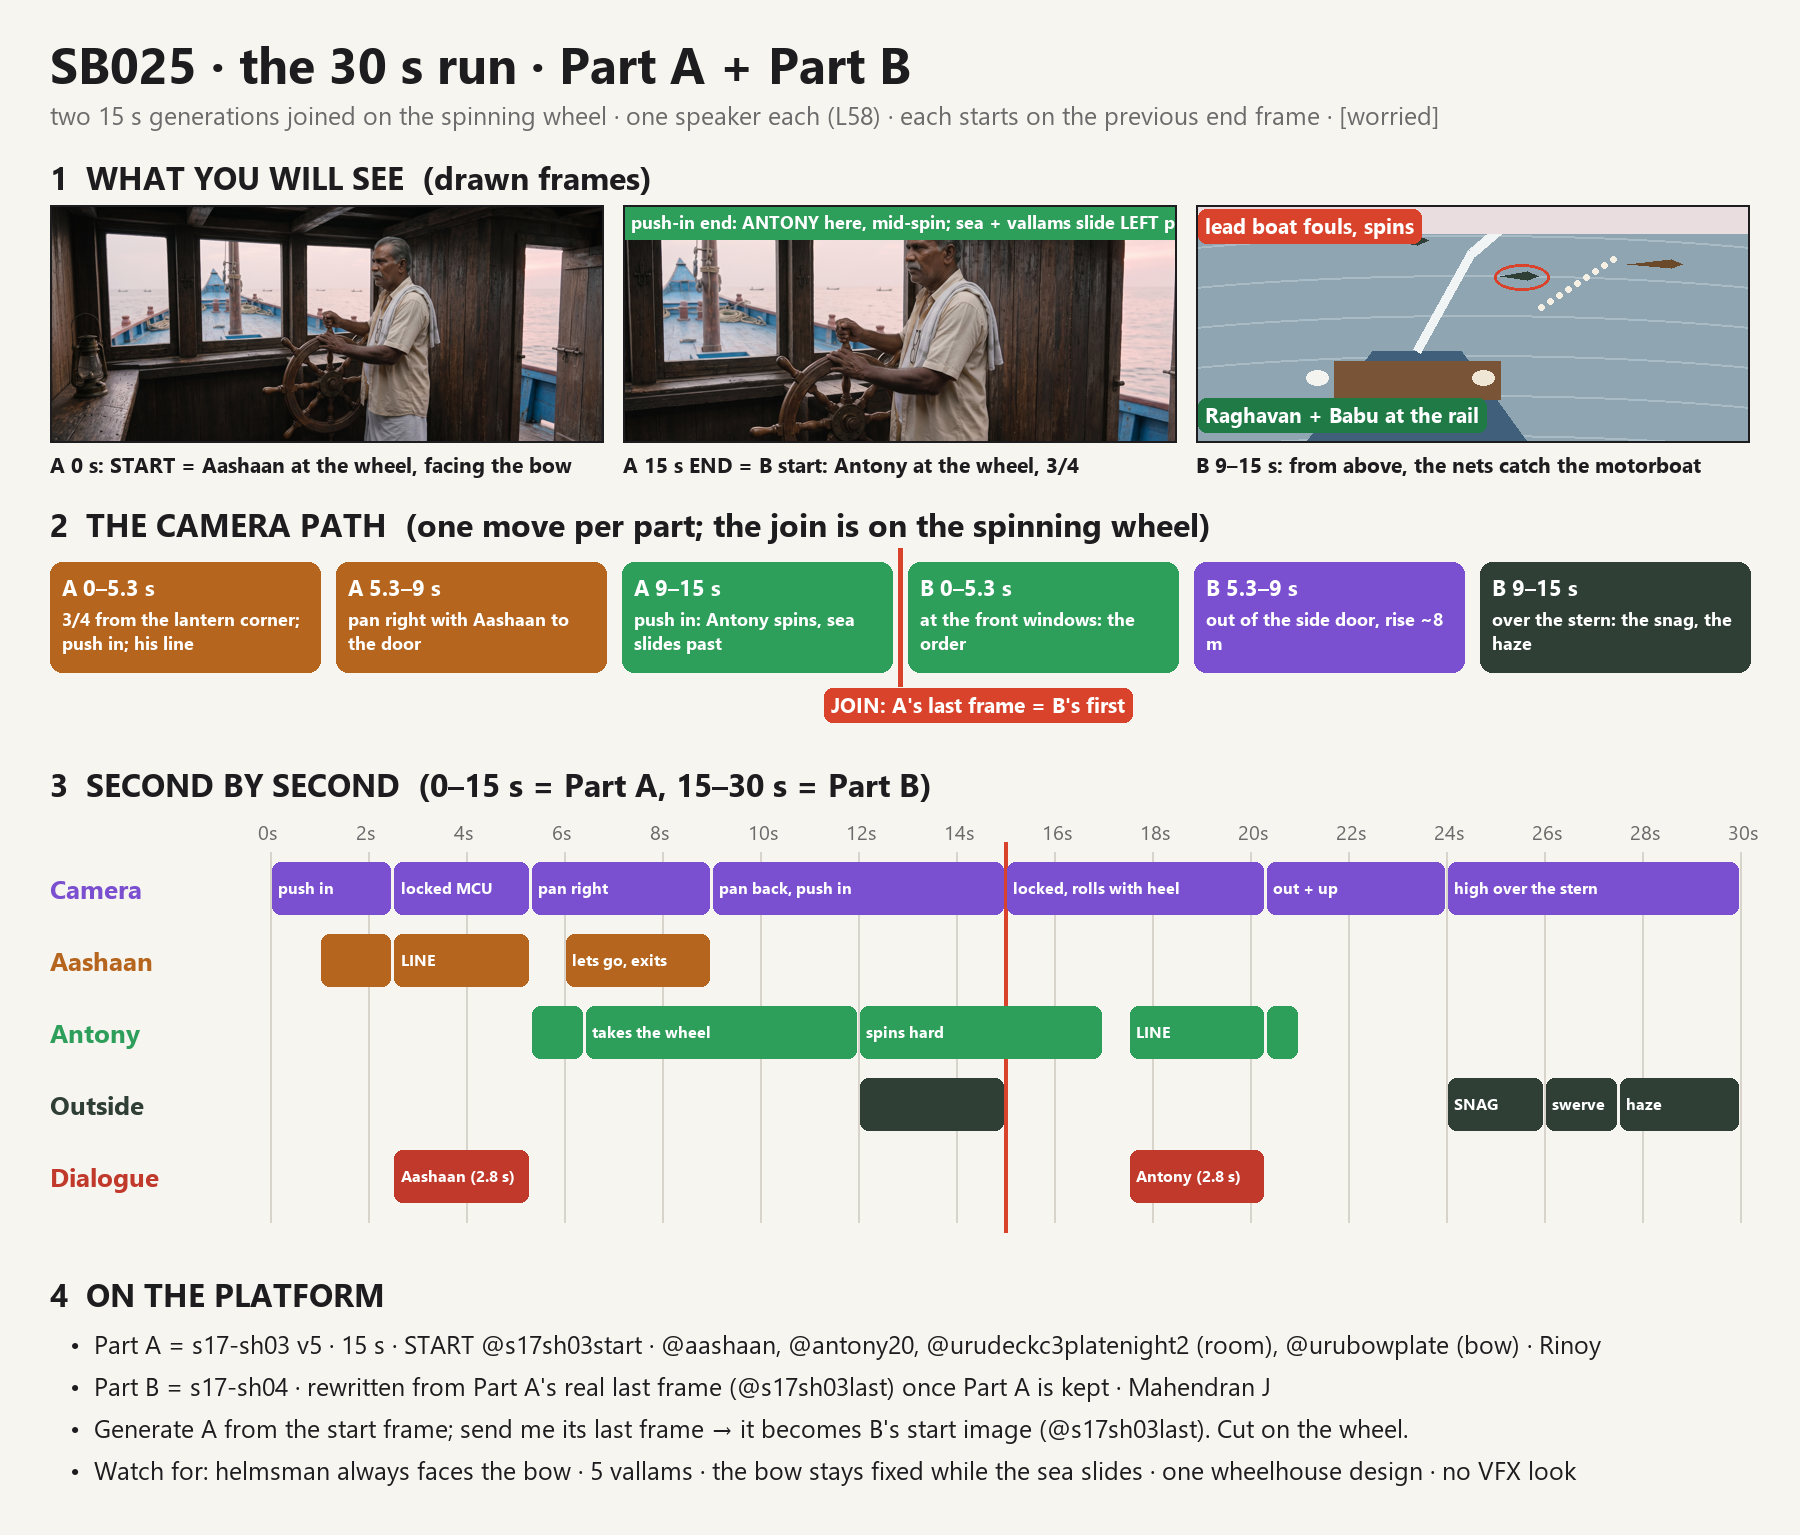 SB025 · the 30 s run · Part A + Part B
two 15 s generations joined on the spinning wheel · one speaker each (L58) · each starts on the previous end frame · [worried]
1 WHAT YOU WILL SEE (drawn frames)
push-in end: ANTONY here, mid-spin; sea + vallams slide LEFT p
lead boat fouls, spins
Raghavan + Babu at the rail
A 0 s: START = Aashaan at the wheel, facing the bow
A 15 s END = B start: Antony at the wheel, 3/4
B 9–15 s: from above, the nets catch the motorboat
2 THE CAMERA PATH (one move per part; the join is on the spinning wheel)
A 0–5.3 s
3/4 from the lantern corner;
push in; his line
A 5.3–9 s
pan right with Aashaan to
the door
A 9–15 s
push in: Antony spins, sea
slides past
B 0–5.3 s
at the front windows: the
order
B 5.3–9 s
out of the side door, rise ~8
m
B 9–15 s
over the stern: the snag, the
haze
JOIN: A's last frame = B's first
3 SECOND BY SECOND (0–15 s = Part A, 15–30 s = Part B)
0s 2s 4s 6s 8s 10s 12s 14s 16s 18s 20s 22s 24s 26s 28s 30s
Camera push in locked MCU pan right pan back, push in locked, rolls with heel out + up high over the stern
Aashaan LINE lets go, exits
Antony takes the wheel spins hard LINE
Outside SNAG swerve haze
Dialogue Aashaan (2.8 s) Antony (2.8 s)
4 ON THE PLATFORM
• Part A = s17-sh03 v5 · 15 s · START @s17sh03start · @aashaan, @antony20, @urudeckc3platenight2 (room), @urubowplate (bow) · Rinoy
• Part B = s17-sh04 · rewritten from Part A's real last frame (@s17sh03last) once Part A is kept · Mahendran J
• Generate A from the start frame; send me its last frame → it becomes B's start image (@s17sh03last). Cut on the wheel.
• Watch for: helmsman always faces the bow · 5 vallams · the bow stays fixed while the sea slides · one wheelhouse design · no VFX look